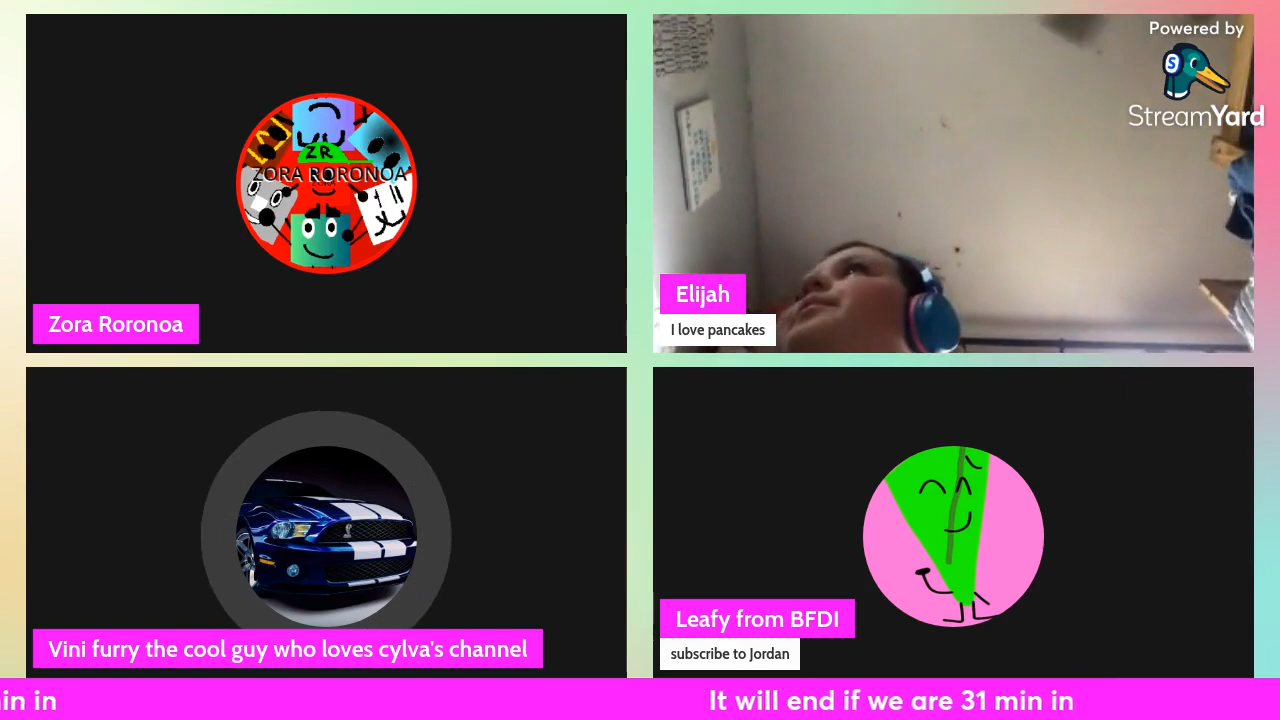 Powered by
StreamYard
S
ZR
ZORA RORONOA
Zora Roronoa
Elijah
I love pancakes
Vini furry the cool guy who loves cylva's channel
Leafy from BFDI
subscribe to Jordan
in in
It will end if we are 31 min in